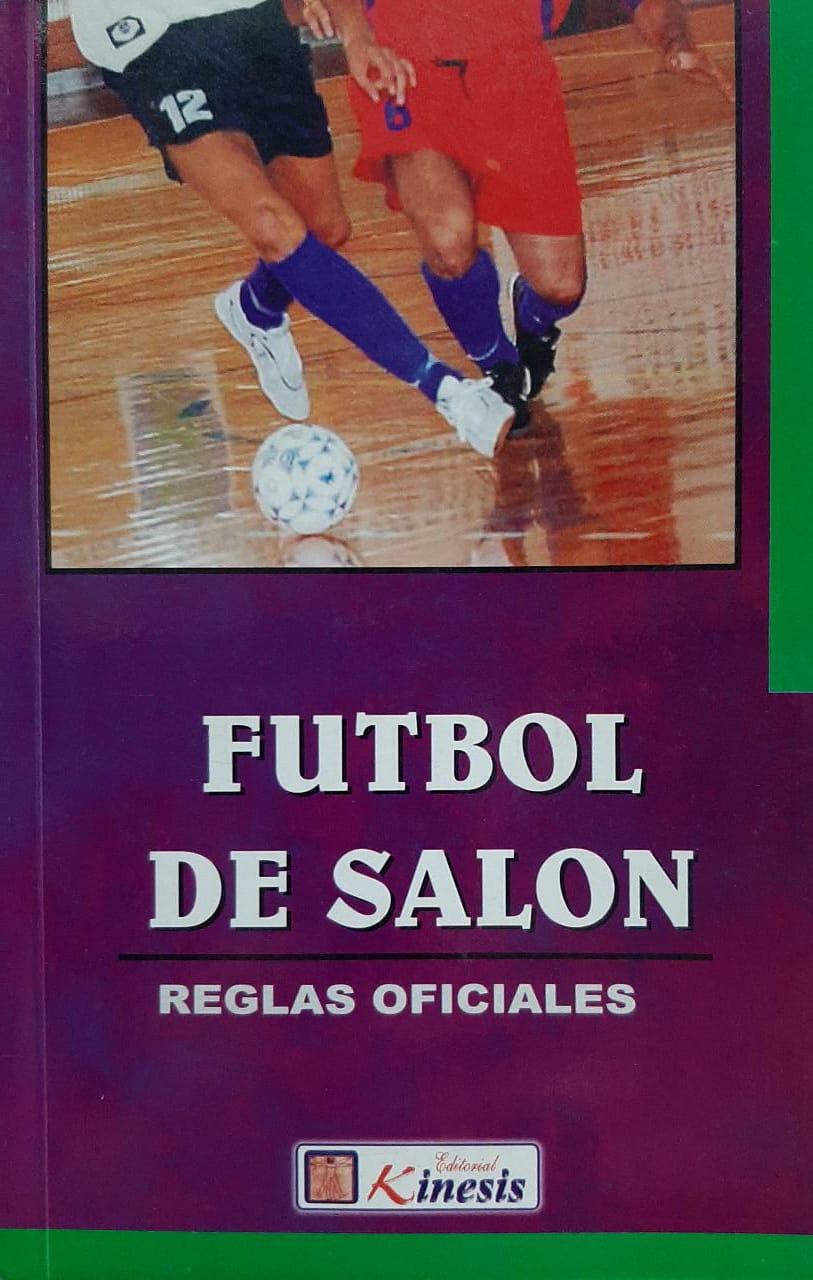 12
6
FUTBOL
DE SALON
REGLAS OFICIALES
Editorial
Kinesis